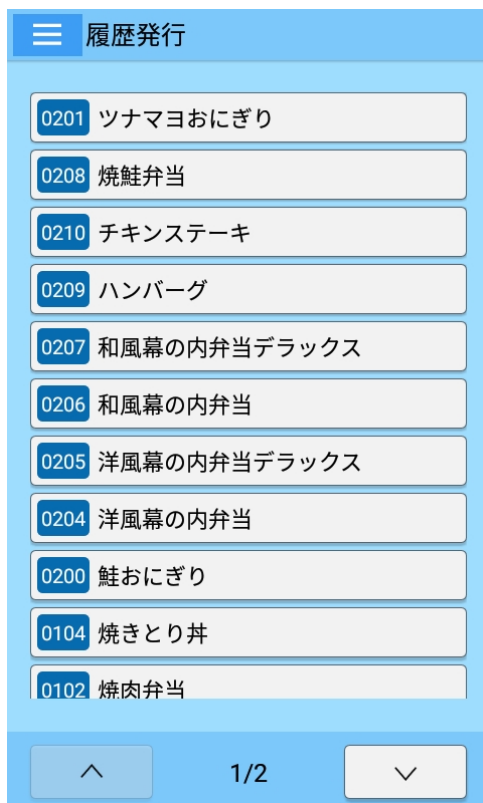 履歴発行
0201 ツナマヨおにぎり
0208 焼鮭弁当
0210 チキンステーキ
0209 ハンバーグ
0207 和風幕の内弁当デラックス
0206 和風幕の内弁当
0205 洋風幕の内弁当デラックス
0204 洋風幕の内弁当
0200 鮭おにぎり
0104 焼きとり丼
0102 焼肉弁当
1/2